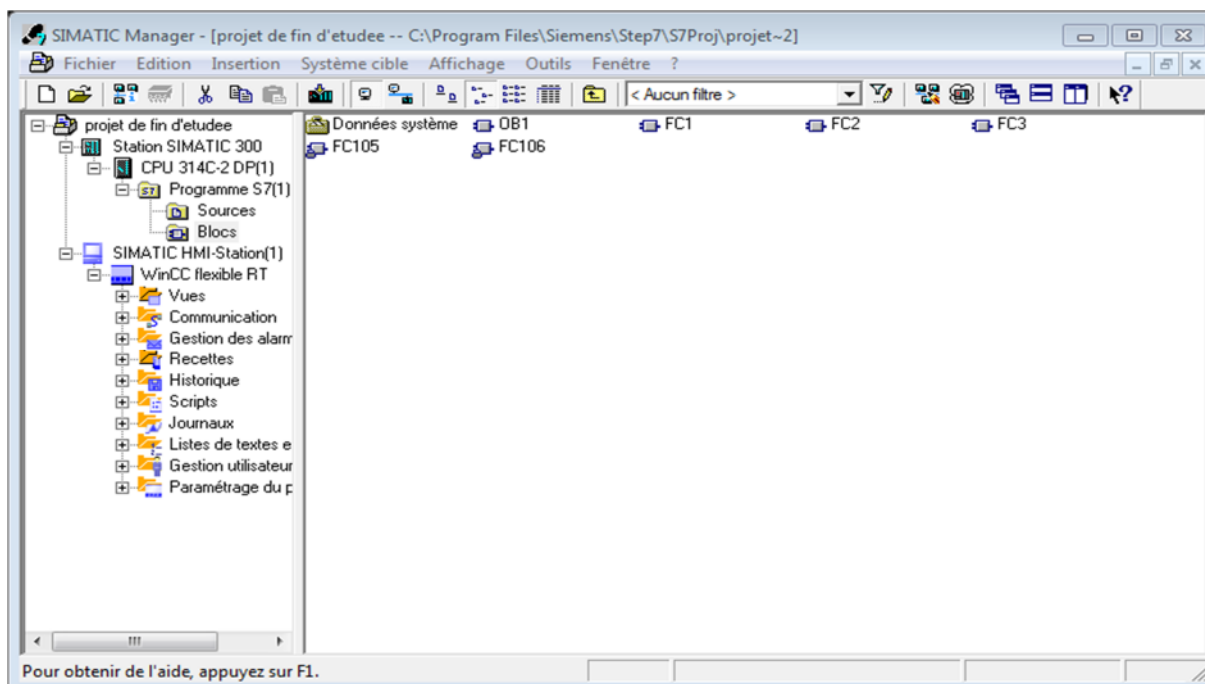 SIMATIC Manager - [projet de fin d'etudee -- C:\Program Files\Siemens\Step7\S7Proj\projet~2]
Fichier Edition Insertion Système cible Affichage Outils Fenêtre ?
< Aucun filtre >
projet de fin d'etudee
Station SIMATIC 300
CPU 314C-2 DP(1)
Programme S7(1)
Sources
Blocs
SIMATIC HMI-Station(1)
WinCC flexible RT
Vues
Communication
Gestion des alarr
Recettes
Historique
Scripts
Journaux
Listes de textes e
Gestion utilisateur
Paramétrage du p
Données système OB1 FC1 FC2 FC3
FC105 FC106
Pour obtenir de l'aide, appuyez sur F1.